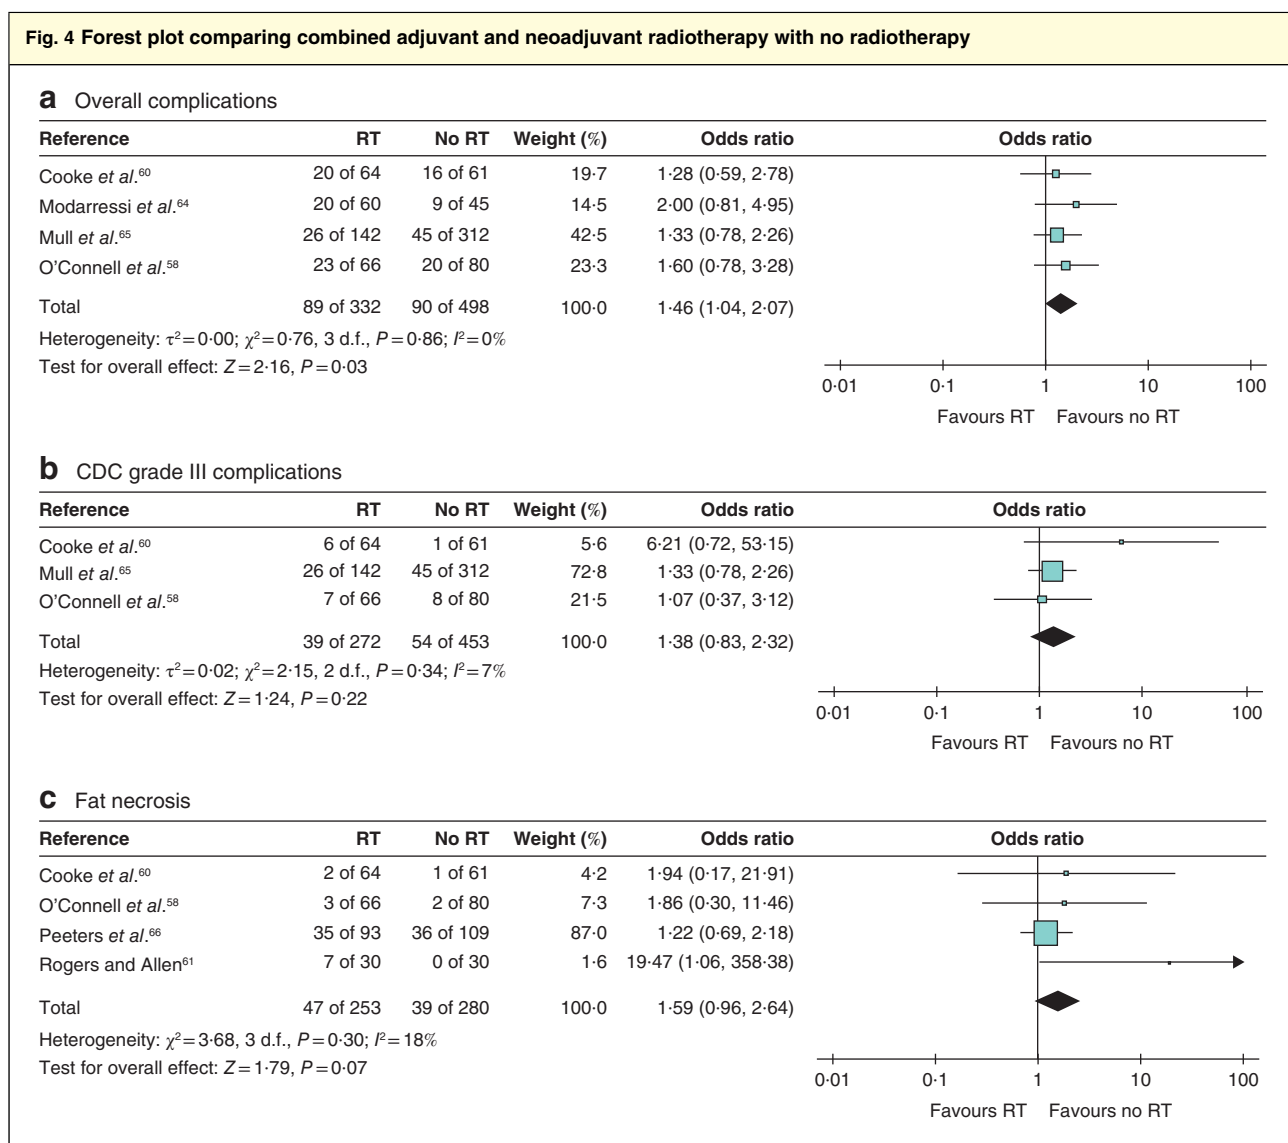 Fig. 4 Forest plot comparing combined adjuvant and neoadjuvant radiotherapy with no radiotherapy
a Overall complications
Reference RT No RT Weight (%) Odds ratio Odds ratio
Cooke et al.60 20 of 64 16 of 61 19·7 1·28 (0·59, 2·78)
Modarressi et al.64 20 of 60 9 of 45 14·5 2·00 (0·81, 4·95)
Mull et al.65 26 of 142 45 of 312 42·5 1·33 (0·78, 2·26)
O'Connell et al.58 23 of 66 20 of 80 23·3 1·60 (0·78, 3·28)
Total 89 of 332 90 of 498 100·0 1·46 (1·04, 2·07)
Heterogeneity: τ²=0·00; χ²=0·76, 3 d.f., P=0·86; I²=0%
Test for overall effect: Z=2·16, P=0·03
0·01 0·1 1 10 100
Favours RT Favours no RT
b CDC grade III complications
Reference RT No RT Weight (%) Odds ratio Odds ratio
Cooke et al.60 6 of 64 1 of 61 5·6 6·21 (0·72, 53·15)
Mull et al.65 26 of 142 45 of 312 72·8 1·33 (0·78, 2·26)
O'Connell et al.58 7 of 66 8 of 80 21·5 1·07 (0·37, 3·12)
Total 39 of 272 54 of 453 100·0 1·38 (0·83, 2·32)
Heterogeneity: τ²=0·02; χ²=2·15, 2 d.f., P=0·34; I²=7%
Test for overall effect: Z=1·24, P=0·22
0·01 0·1 1 10 100
Favours RT Favours no RT
c Fat necrosis
Reference RT No RT Weight (%) Odds ratio Odds ratio
Cooke et al.60 2 of 64 1 of 61 4·2 1·94 (0·17, 21·91)
O'Connell et al.58 3 of 66 2 of 80 7·3 1·86 (0·30, 11·46)
Peeters et al.66 35 of 93 36 of 109 87·0 1·22 (0·69, 2·18)
Rogers and Allen61 7 of 30 0 of 30 1·6 19·47 (1·06, 358·38)
Total 47 of 253 39 of 280 100·0 1·59 (0·96, 2·64)
Heterogeneity: χ²=3·68, 3 d.f., P=0·30; I²=18%
Test for overall effect: Z=1·79, P=0·07
0·01 0·1 1 10 100
Favours RT Favours no RT